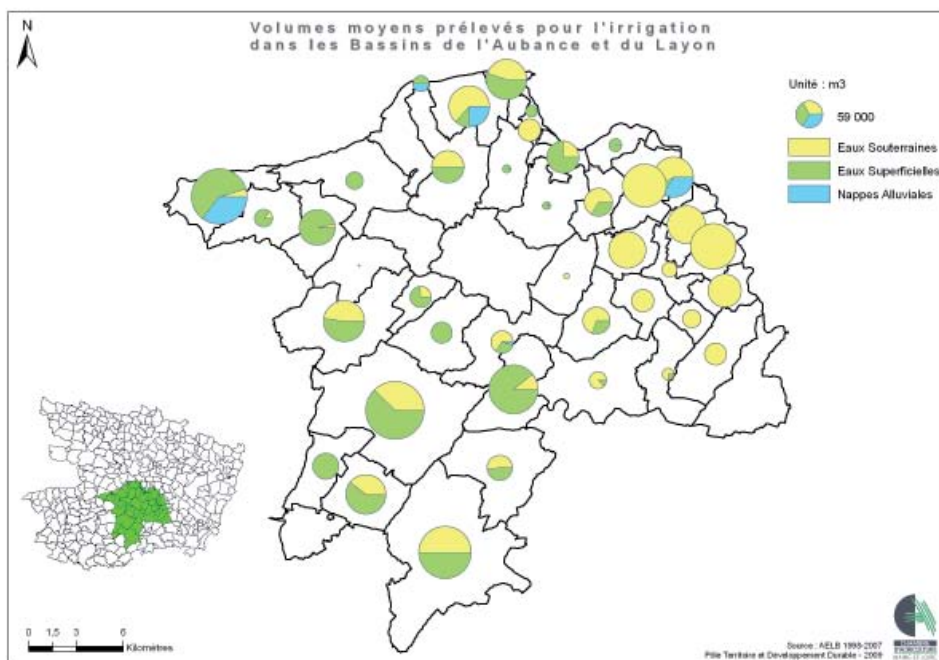 Volumes moyens prélevés pour l'irrigation
dans les Bassins de l'Aubance et du Layon
N
Unité : m3
59 000
Eaux Souterraines
Eaux Superficielles
Nappes Alluviales
0 1,5 3 6
Kilomètres
Source : AELB 1998-2007
Pôle Territoire et Développement Durable - 2009
CHAMBRE
D'AGRICULTURE